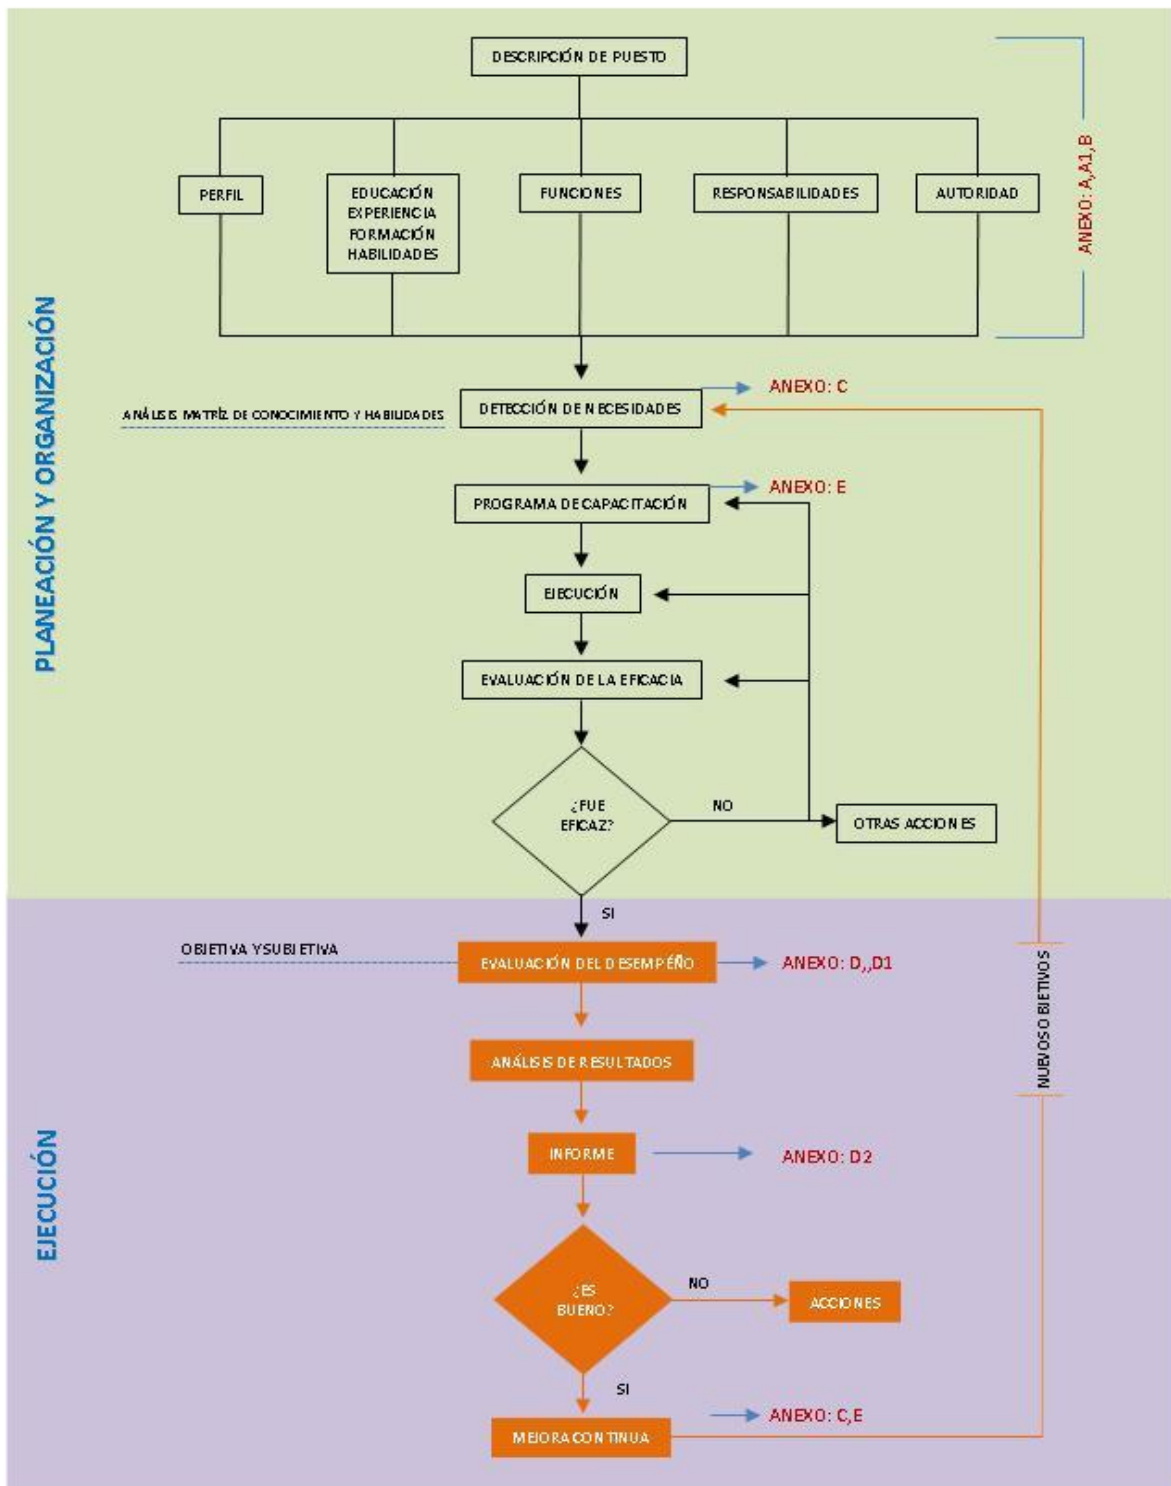 DESCRIPCIÓN DE PUESTO
PERFIL
EDUCACIÓN
EXPERIENCIA
FORMACIÓN
HABILIDADES
FUNCIONES
RESPONSABILIDADES
AUTORIDAD
ANEXO: A,A1,B
PLANEACIÓN Y ORGANIZACIÓN
ANEXO: C
DETECCIÓN DE NECESIDADES
ANÁLISIS MATRÍZ DE CONOCIMIENTO Y HABILIDADES
ANEXO: E
PROGRAMA DE CAPACITACIÓN
EJECUCIÓN
EVALUACIÓN DE LA EFICACIA
¿FUE
EFICAZ?
NO
OTRAS ACCIONES
SI
OBJETIVA Y SUBJETIVA
EVALUACIÓN DEL DESEMPÉÑO
ANEXO: D,,D1
NUEVOS OBJETIVOS
ANÁLISIS DE RESULTADOS
EJECUCIÓN
INFORME
ANEXO: D2
¿ES
BUENO?
NO
ACCIONES
SI
ANEXO: C,E
MEJORA CONTINUA